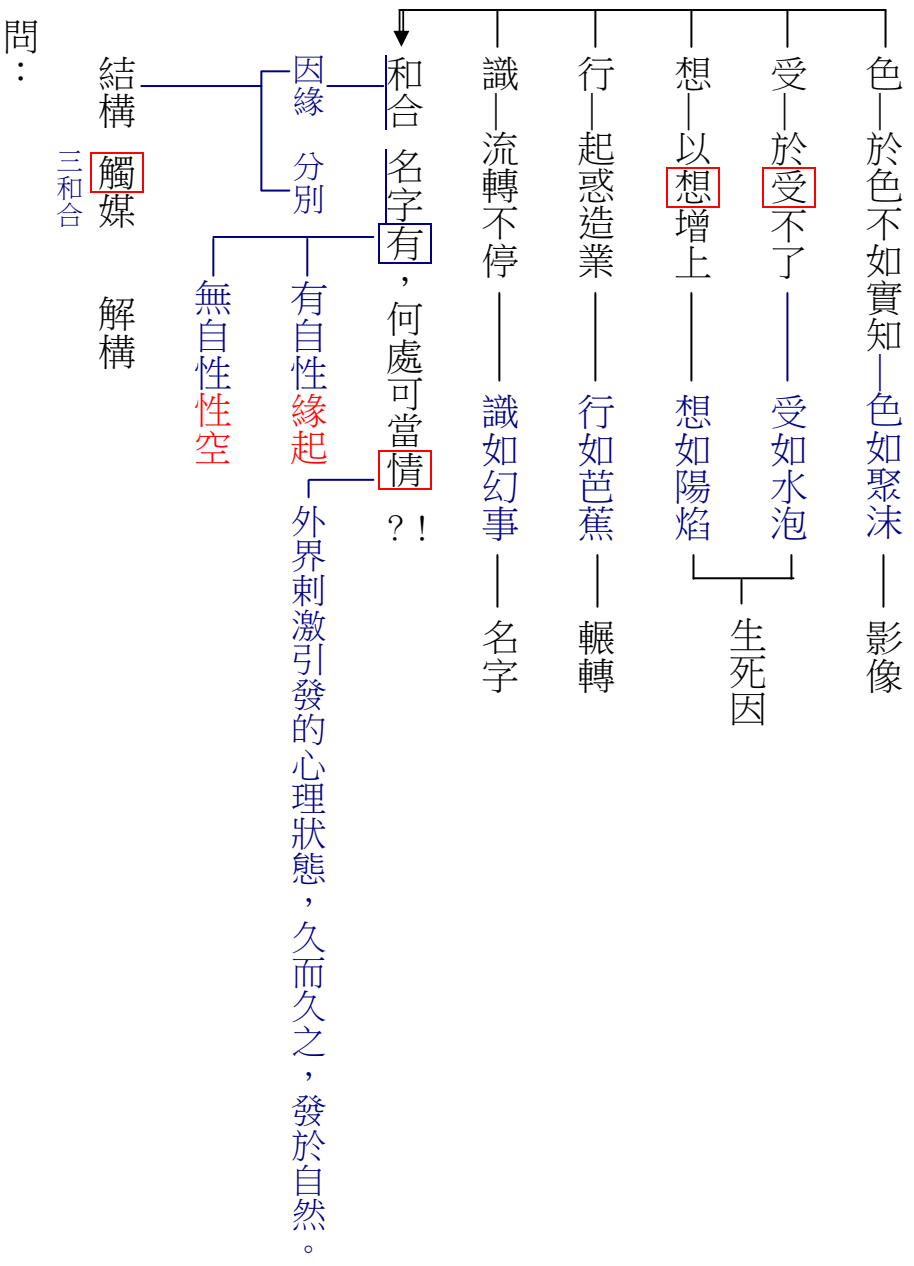 色—於色不如實知—色如聚沫—影像
受—於受不了—受如水泡
想—以想增上—想如陽焰
生死因
行—起惑造業—行如芭蕉—輾轉
識—流轉不停—識如幻事—名字
和合 名字有，何處可當情?!
因緣 分別
有自性緣起
外界刺激引發的心理狀態，久而久之，發於自然。
無自性性空
結構 觸媒 解構
三和合
問：